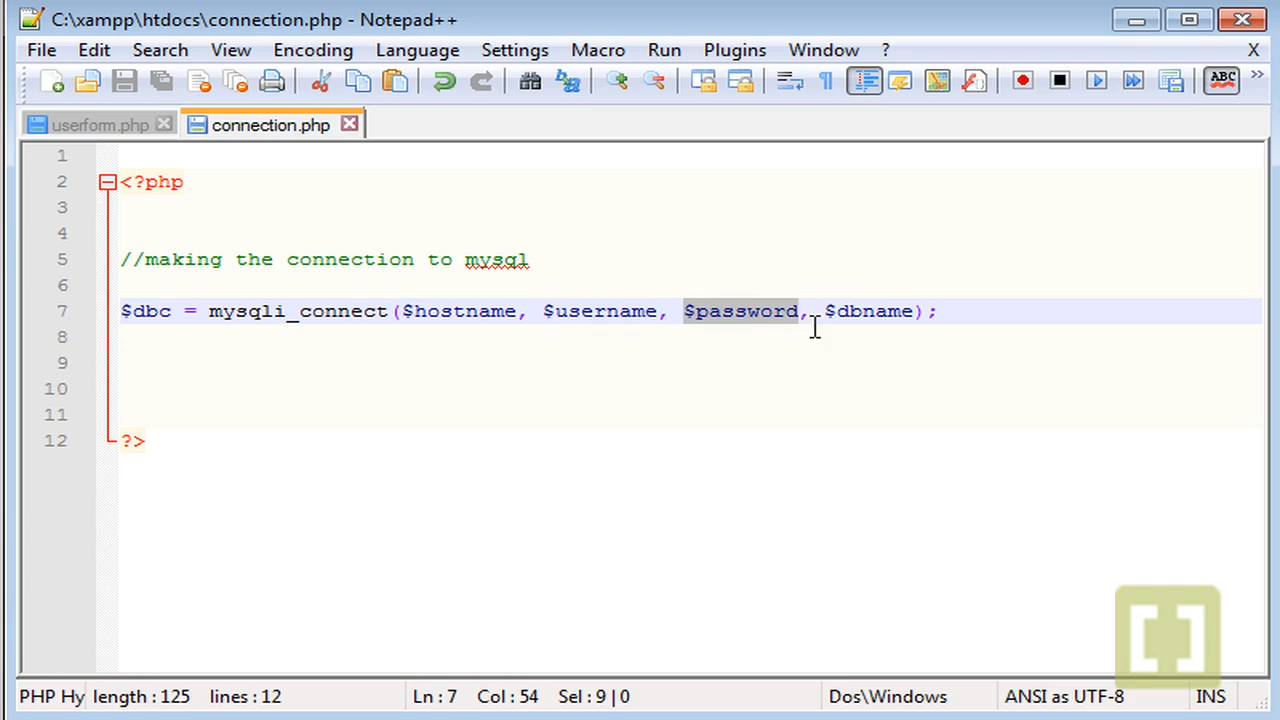 C:\xampp\htdocs\connection.php - Notepad++
File Edit Search View Encoding Language Settings Macro Run Plugins Window ? X
ABC »
userform.php connection.php
1
2 <?php
3
4
5 //making the connection to mysql
6
7 $dbc = mysqli_connect($hostname, $username, $password, $dbname);
8
9
10
11
12 ?>
PHP Hy length : 125 lines : 12 Ln : 7 Col : 54 Sel : 9 | 0 Dos\Windows ANSI as UTF-8 INS